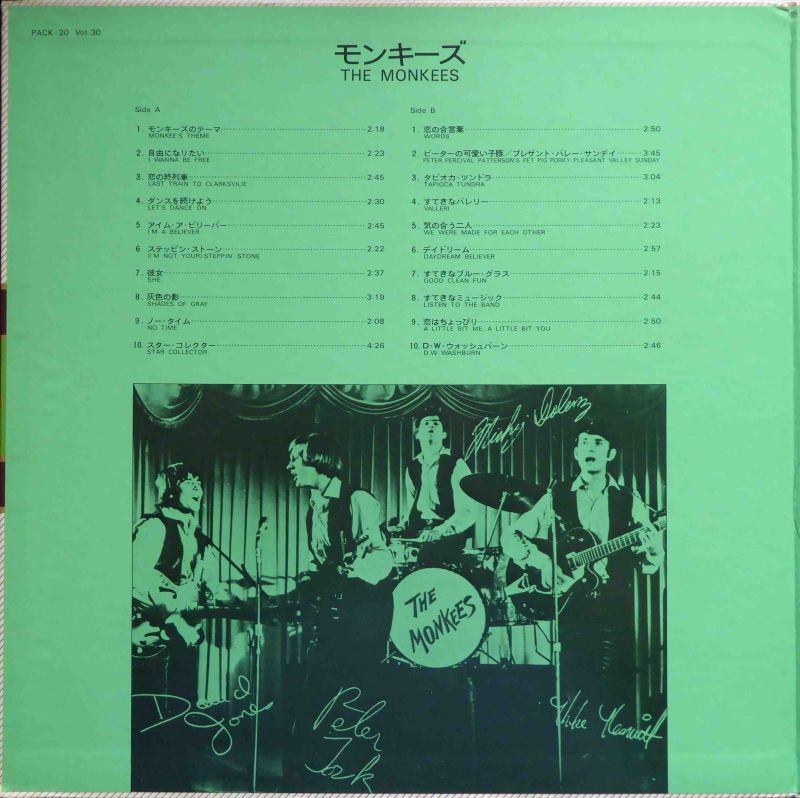 PACK-20 Vol.30
モンキーズ
THE MONKEES
Side A
1. モンキーズのテーマ 2:18
MONKEE'S THEME
2. 自由になりたい 2:23
I WANNA BE FREE
3. 恋の終列車 2:45
LAST TRAIN TO CLARKSVILIE
4. ダンスを続けよう 2:30
LET'S DANCE ON
5 アイム・ア・ビリーバー 2:45
I'M A BELIEVER
6 ステッピン・ストーン 2:22
(I'M NOT YOUR) STEPPIN' STONE
7. 彼女 2:37
SHE
8. 灰色の影 3:19
SHADES OF GRAY
9. ノー・タイム 2:08
NO TIME
10. スター・コレクター 4:26
STAR COLLECTOR
Side B
1. 恋の合言葉 2:50
WORDS
2. ピーターの可愛い子豚／プレザント・バレー・サンデイ 3:45
PETER PERCIVAL PATTERSON'S PET PIG PORKY: PLEASANT VALLEY SUNDAY
3. タピオカ・ツンドラ 3:04
TAPIOCA TUNDRA
4. すてきなバレリー 2:13
VALLERI
5. 気の合う二人 2:23
WE WERE MADE FOR EACH OTHER
6. デイドリーム 2:57
DAYDREAM BELIEVER
7. すてきなブルー・グラス 2:15
GOOD CLEAN FUN
8. すてきなミュージック 2:44
LISTEN TO THE BAND
9. 恋はちょっぴり 2:50
A LITTLE BIT ME, A LITTLE BIT YOU
10. D・W・ウォッシュバーン 2:46
D.W. WASHBURN
Micky Dolenz
THE
MONKEES
David
Jones
Peter
Tork
Mike Nesmith